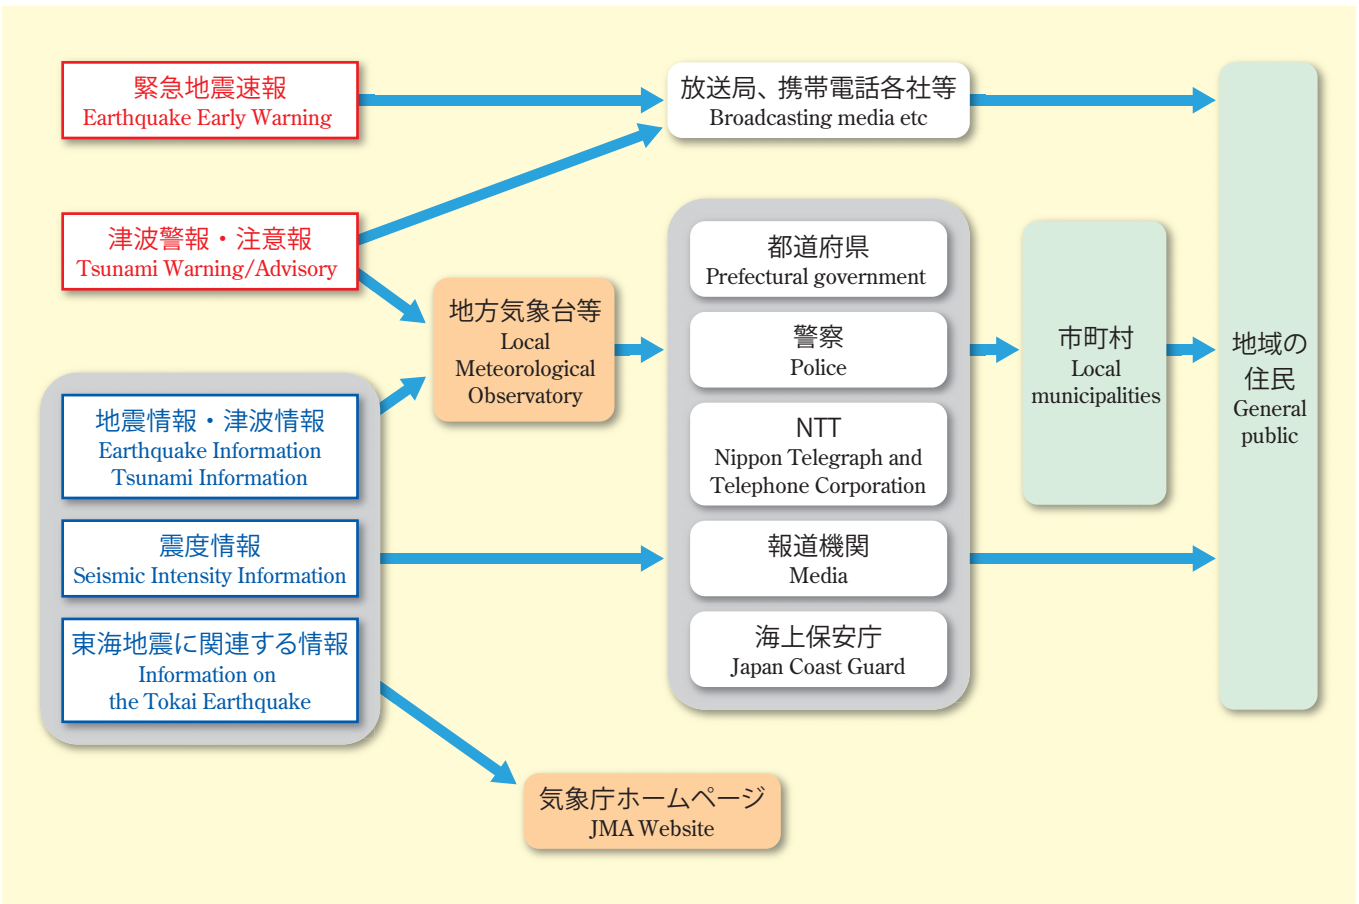 緊急地震速報
Earthquake Early Warning
放送局、携帯電話各社等
Broadcasting media etc
津波警報・注意報
Tsunami Warning/Advisory
地方気象台等
Local
Meteorological
Observatory
地震情報・津波情報
Earthquake Information
Tsunami Information
震度情報
Seismic Intensity Information
東海地震に関連する情報
Information on
the Tokai Earthquake
都道府県
Prefectural government
警察
Police
NTT
Nippon Telegraph and
Telephone Corporation
報道機関
Media
海上保安庁
Japan Coast Guard
市町村
Local
municipalities
地域の
住民
General
public
気象庁ホームページ
JMA Website